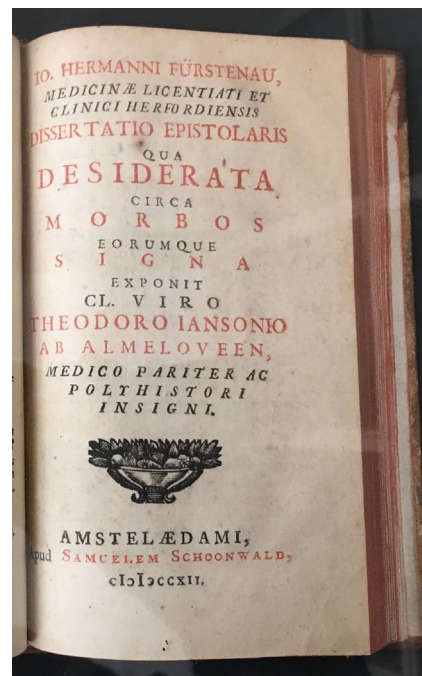 IO. HERMANNI FÜRSTENAU,
MEDICINÆ LICENTIATI ET
CLINICI HERFORDIENSIS
DISSERTATIO EPISTOLARIS
QUA
DESIDERATA
CIRCA
MORBOS
EORUMQUE
SIGNA
EXPONIT
CL. VIRO
THEODORO IANSONIO
AB ALMELOVEEN,
MEDICO PARITER AC
POLYHISTORI
INSIGNI.
AMSTELÆDAMI,
Apud SAMUELEM SCHOONWALD,
cIɔIɔccXII.